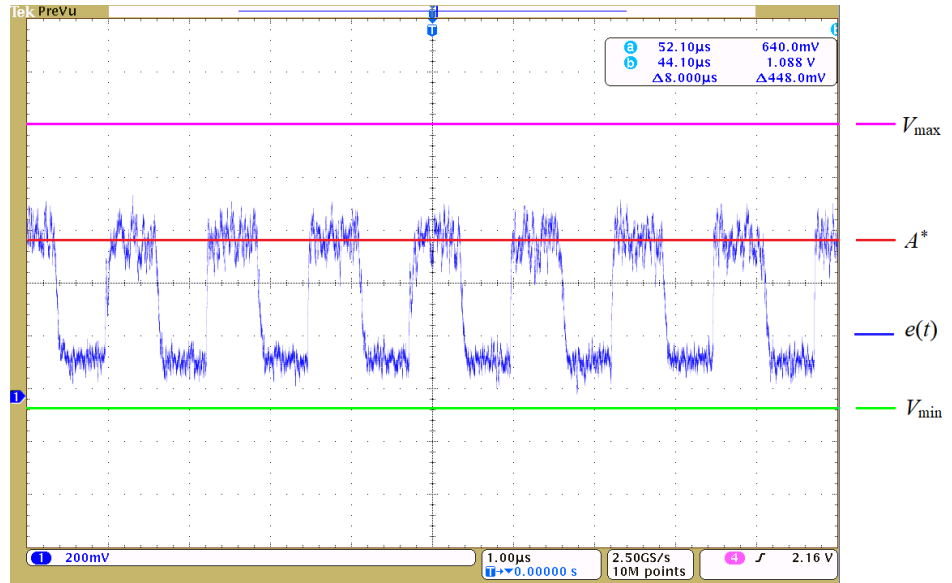 Tek PreVu
T
T
b
a 52.10µs 640.0mV
b 44.10µs 1.088 V
Δ8.000µs Δ448.0mV
Vmax
A*
e(t)
1
Vmin
1 200mV
1.00µs
T→▼0.00000 s
2.50GS/s
10M points
4 ʃ 2.16 V